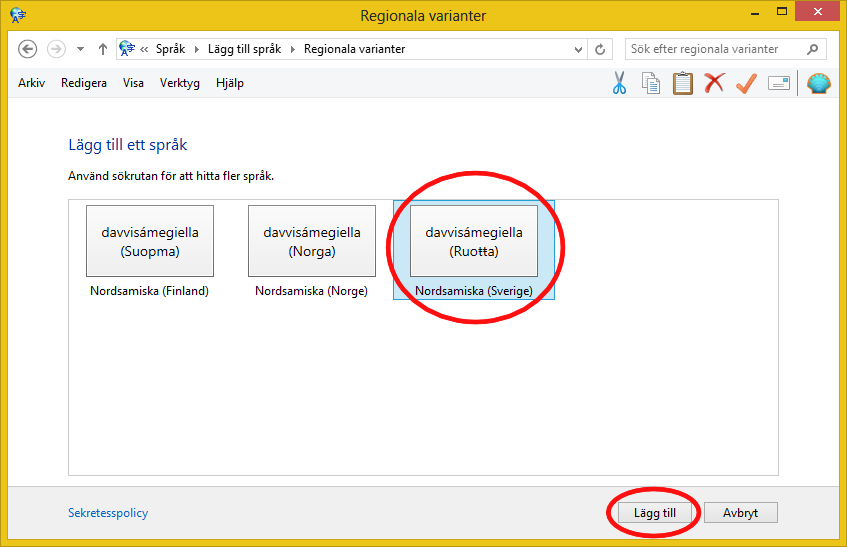 Regionala varianter
« Språk Lägg till språk Regionala varianter
Sök efter regionala varianter
Arkiv Redigera Visa Verktyg Hjälp
Lägg till ett språk
Använd sökrutan för att hitta fler språk.
davvisámegiella
(Suopma)
Nordsamiska (Finland)
davvisámegiella
(Norga)
Nordsamiska (Norge)
davvisámegiella
(Ruoŧŧa)
Nordsamiska (Sverige)
Sekretesspolicy
Lägg till
Avbryt